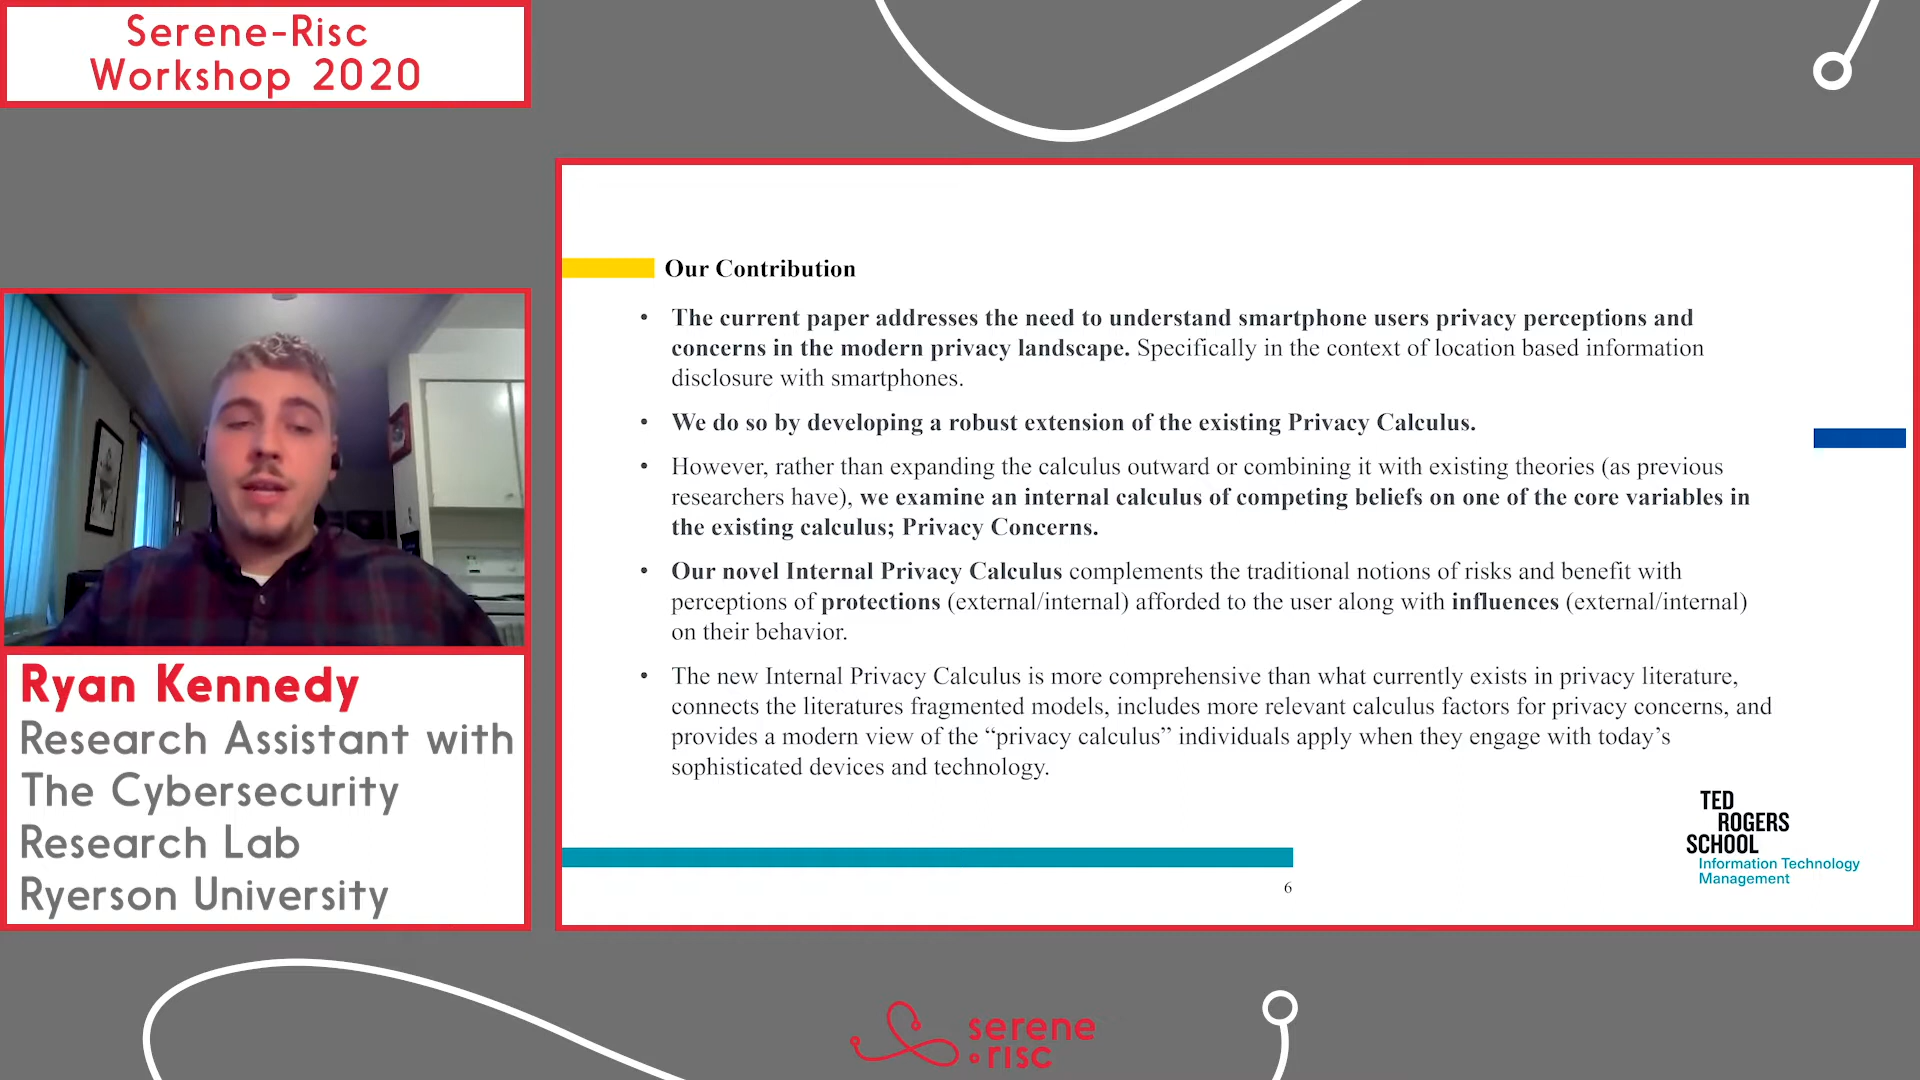 Serene-Risc
Workshop 2020
Ryan Kennedy
Research Assistant with
The Cybersecurity
Research Lab
Ryerson University
Our Contribution
• The current paper addresses the need to understand smartphone users privacy perceptions and
concerns in the modern privacy landscape. Specifically in the context of location based information
disclosure with smartphones.
• We do so by developing a robust extension of the existing Privacy Calculus.
• However, rather than expanding the calculus outward or combining it with existing theories (as previous
researchers have), we examine an internal calculus of competing beliefs on one of the core variables in
the existing calculus; Privacy Concerns.
• Our novel Internal Privacy Calculus complements the traditional notions of risks and benefit with
perceptions of protections (external/internal) afforded to the user along with influences (external/internal)
on their behavior.
• The new Internal Privacy Calculus is more comprehensive than what currently exists in privacy literature,
connects the literatures fragmented models, includes more relevant calculus factors for privacy concerns, and
provides a modern view of the “privacy calculus” individuals apply when they engage with today’s
sophisticated devices and technology.
TED
ROGERS
SCHOOL
Information Technology
Management
6
serene
risc